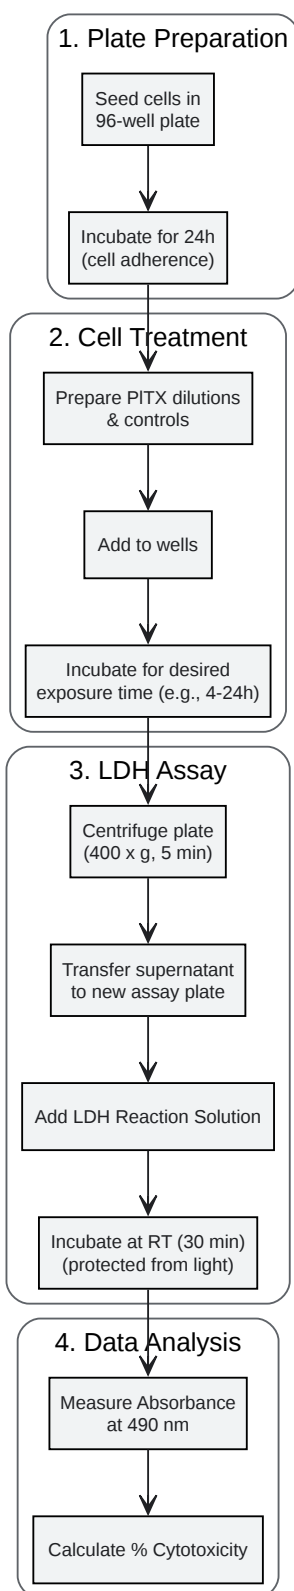 1. Plate Preparation
Seed cells in
96-well plate
Incubate for 24h
(cell adherence)
2. Cell Treatment
Prepare PlTX dilutions
& controls
Add to wells
Incubate for desired
exposure time (e.g., 4-24h)
3. LDH Assay
Centrifuge plate
(400 x g, 5 min)
Transfer supernatant
to new assay plate
Add LDH Reaction Solution
Incubate at RT (30 min)
(protected from light)
4. Data Analysis
Measure Absorbance
at 490 nm
Calculate % Cytotoxicity